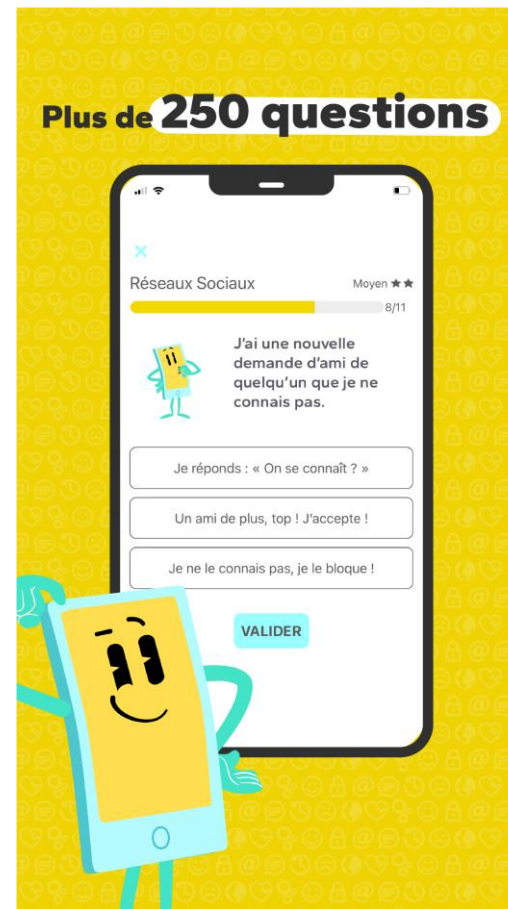 Plus de 250 questions
Réseaux Sociaux
Moyen ★★
8/11
J'ai une nouvelle
demande d'ami de
quelqu'un que je ne
connais pas.
Je réponds : « On se connaît ? »
Un ami de plus, top ! J'accepte !
Je ne le connais pas, je le bloque !
VALIDER